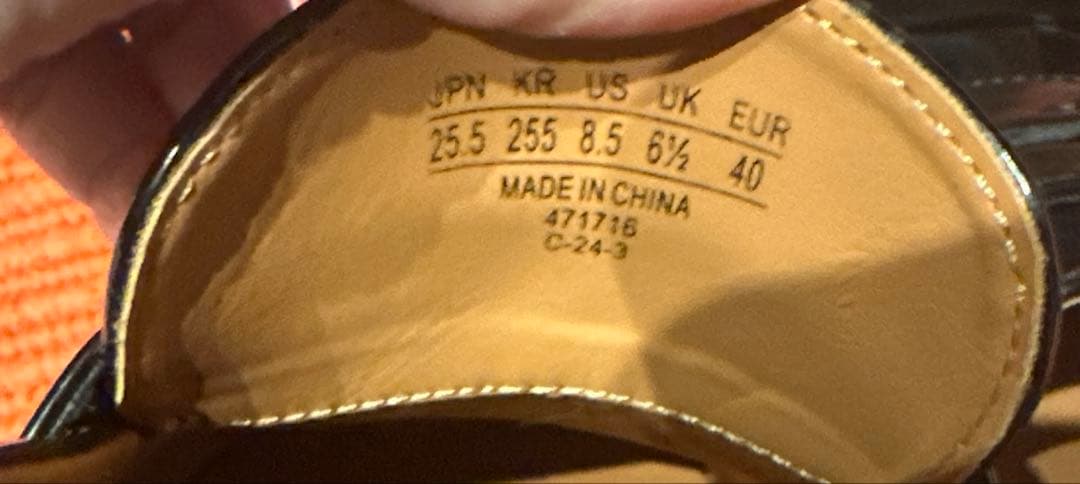 JPN KR US UK EUR
25.5 255 8.5 6½ 40
MADE IN CHINA
471716
C-24-3